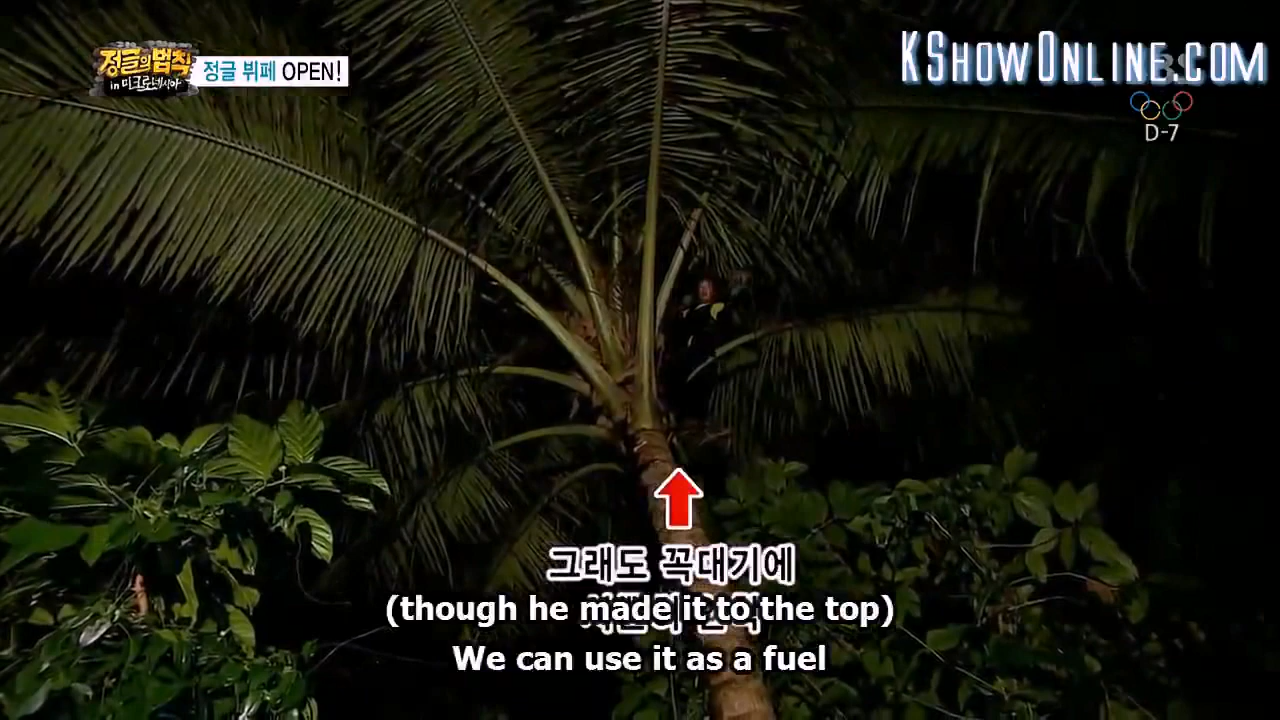 정글의 법칙
in 미크로네시아
정글 뷔페 OPEN!
KSHOWONLINE.COM
D-7
그래도 꼭대기에
(though he made it to the top)
We can use it as a fuel